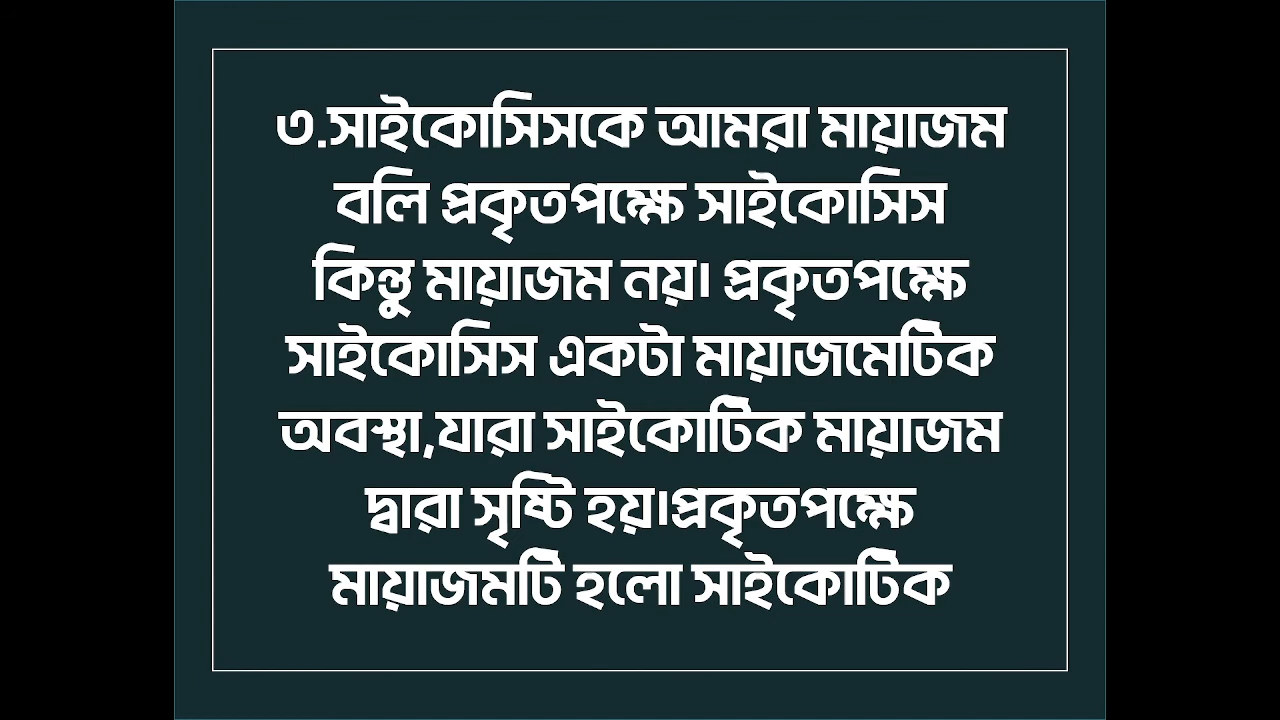 ৩.সাইকোসিসকে আমরা মায়াজম
বলি প্রকৃতপক্ষে সাইকোসিস
কিন্তু মায়াজম নয়। প্রকৃতপক্ষে
সাইকোসিস একটা মায়াজমেটিক
অবস্থা,যারা সাইকোটিক মায়াজম
দ্বারা সৃষ্টি হয়।প্রকৃতপক্ষে
মায়াজমটি হলো সাইকোটিক